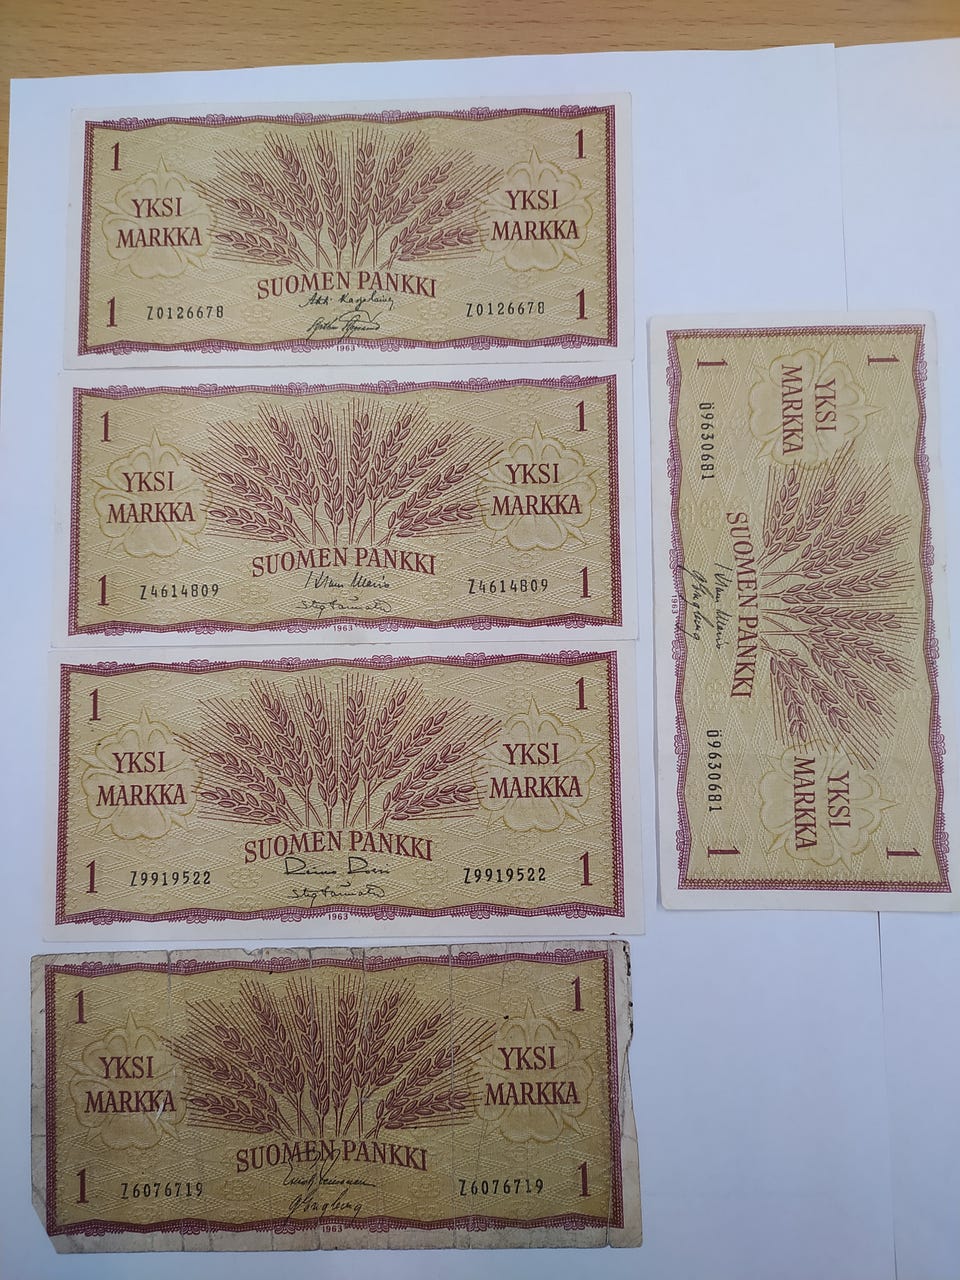 1 1
YKSI MARKKA YKSI MARKKA
SUOMEN PANKKI
1 Z0126678 Z0126678 1
1963
1 1
YKSI MARKKA YKSI MARKKA
SUOMEN PANKKI
1 Z4614809 Z4614809 1
1963
1 1
YKSI MARKKA YKSI MARKKA
SUOMEN PANKKI
1 Z9919522 Z9919522 1
1963
1 1
YKSI MARKKA YKSI MARKKA
SUOMEN PANKKI
1 Z6076719 Z6076719 1
1963
1 1
YKSI MARKKA YKSI MARKKA
SUOMEN PANKKI
1 Ö9630681 Ö9630681 1
1963